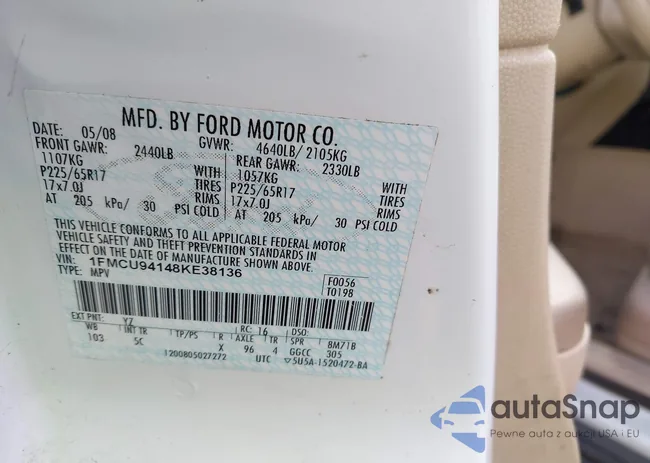 MFD. BY FORD MOTOR CO.
DATE: 05/08 GVWR: 4640LB/ 2105KG
FRONT GAWR: 2440LB REAR GAWR: 2330LB
1107KG WITH 1057KG WITH
P225/65R17 TIRES P225/65R17 TIRES
17x7.0J RIMS 17x7.0J RIMS
AT 205 kPa/ 30 PSI COLD AT 205 kPa/ 30 PSI COLD
THIS VEHICLE CONFORMS TO ALL APPLICABLE FEDERAL MOTOR
VEHICLE SAFETY AND THEFT PREVENTION STANDARDS IN
EFFECT ON THE DATE OF MANUFACTURE SHOWN ABOVE.
VIN: 1FMCU94148KE38136 F0056
TYPE: MPV T0198
EXT PNT: YZ RC: 16 DSO:
WB INT TR TP/PS R AXLE TR SPR BM71B
103 5C X 96 4 GGCC 305
1200805027272 UTC ▽5U5A-1520472-BA
autaSnap
Pewne auta z aukcji USA i EU